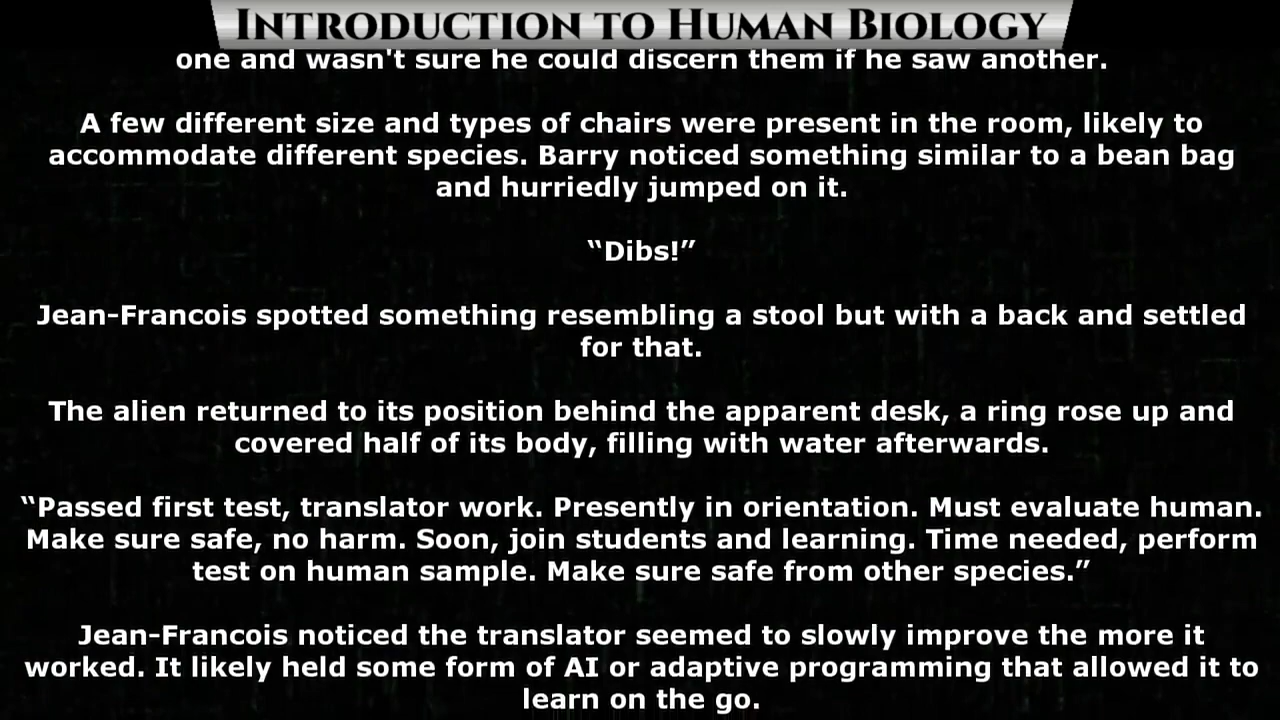 INTRODUCTION TO HUMAN BIOLOGY
one and wasn't sure he could discern them if he saw another.
A few different size and types of chairs were present in the room, likely to
accommodate different species. Barry noticed something similar to a bean bag
and hurriedly jumped on it.
“Dibs!”
Jean-Francois spotted something resembling a stool but with a back and settled
for that.
The alien returned to its position behind the apparent desk, a ring rose up and
covered half of its body, filling with water afterwards.
“Passed first test, translator work. Presently in orientation. Must evaluate human.
Make sure safe, no harm. Soon, join students and learning. Time needed, perform
test on human sample. Make sure safe from other species.”
Jean-Francois noticed the translator seemed to slowly improve the more it
worked. It likely held some form of AI or adaptive programming that allowed it to
learn on the go.